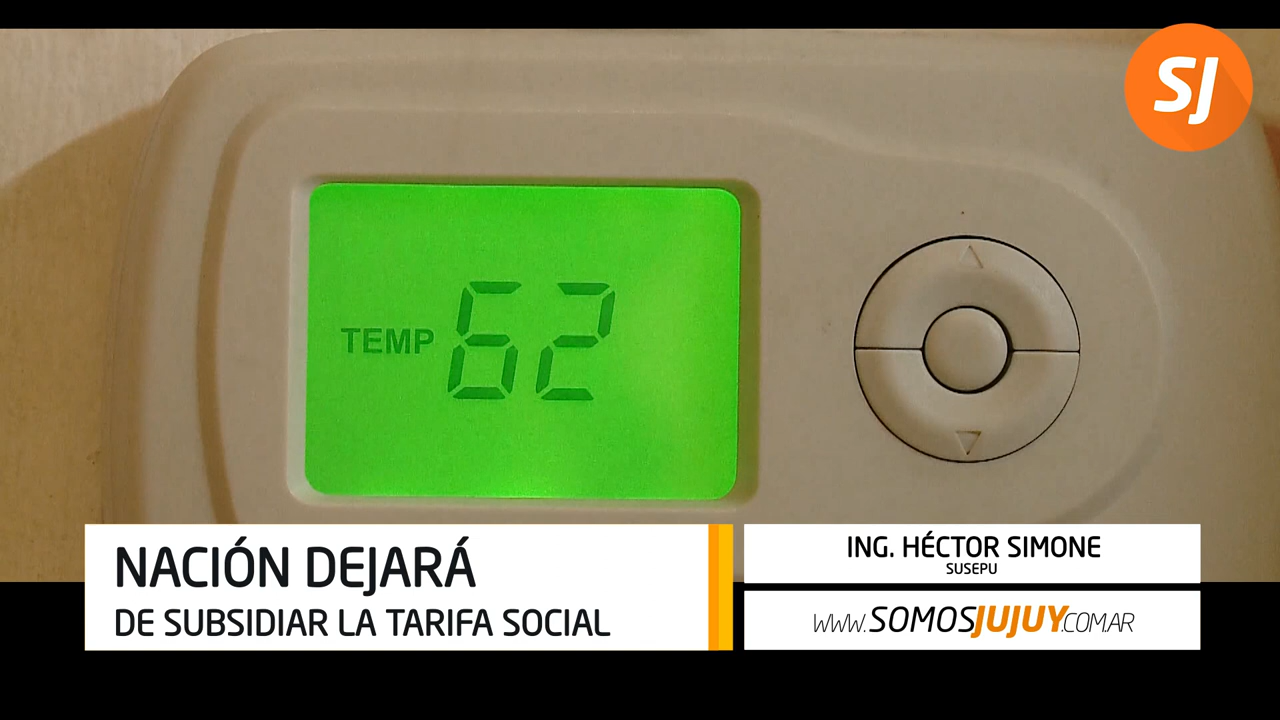 SJ
TEMP 62
NACIÓN DEJARÁ
DE SUBSIDIAR LA TARIFA SOCIAL
ING. HÉCTOR SIMONE
SUSEPU
WWW.SOMOSJUJUY.COM.AR